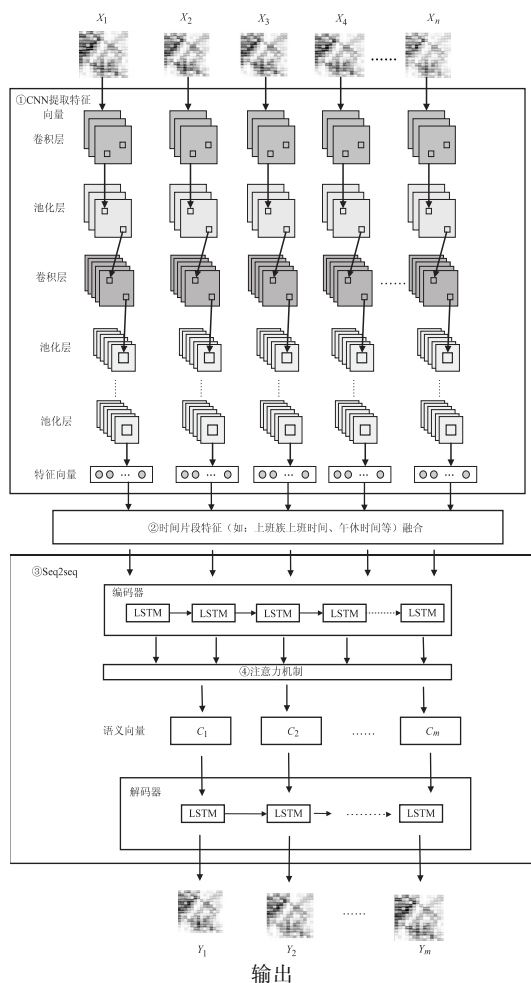 X1 X2 X3 X4 Xn
……
①CNN提取特征
向量
卷积层
池化层
卷积层
……
池化层
…… …… …… …… ……
池化层
特征向量 … … … … …
②时间片段特征(如:上班族上班时间、午休时间等)融合
③Seq2seq
编码器
LSTM LSTM LSTM LSTM LSTM
④注意力机制
语义向量 C1 C2 …… Cm
解码器
LSTM LSTM LSTM
……
Y1 Y2 Ym
输出